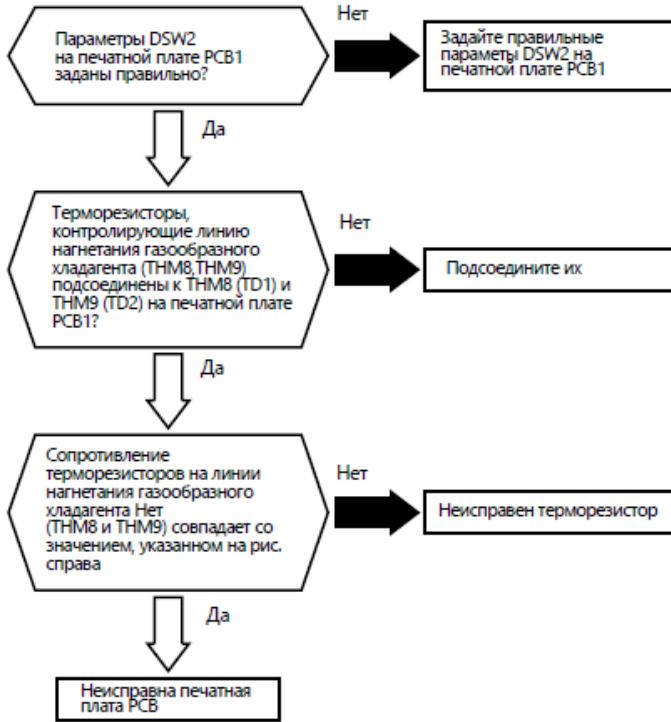 Параметры DSW2
на печатной плате PCB1
заданы правильно?
Нет
Задайте правильные
параметы DSW2 на
печатной плате PCB1
Да
Терморезисторы,
контролирующие линию
нагнетания газообразного
хладагента (THM8,THM9)
подсоединены к THM8 (TD1) и
THM9 (TD2) на печатной плате
PCB1?
Нет
Подсоедините их
Да
Сопротивление
терморезисторов на линии
нагнетания газообразного
хладагента Нет
(THM8 и THM9) совпадает со
значением, указанном на рис.
справа
Нет
Неисправен терморезистор
Да
Неисправна печатная
плата PCB